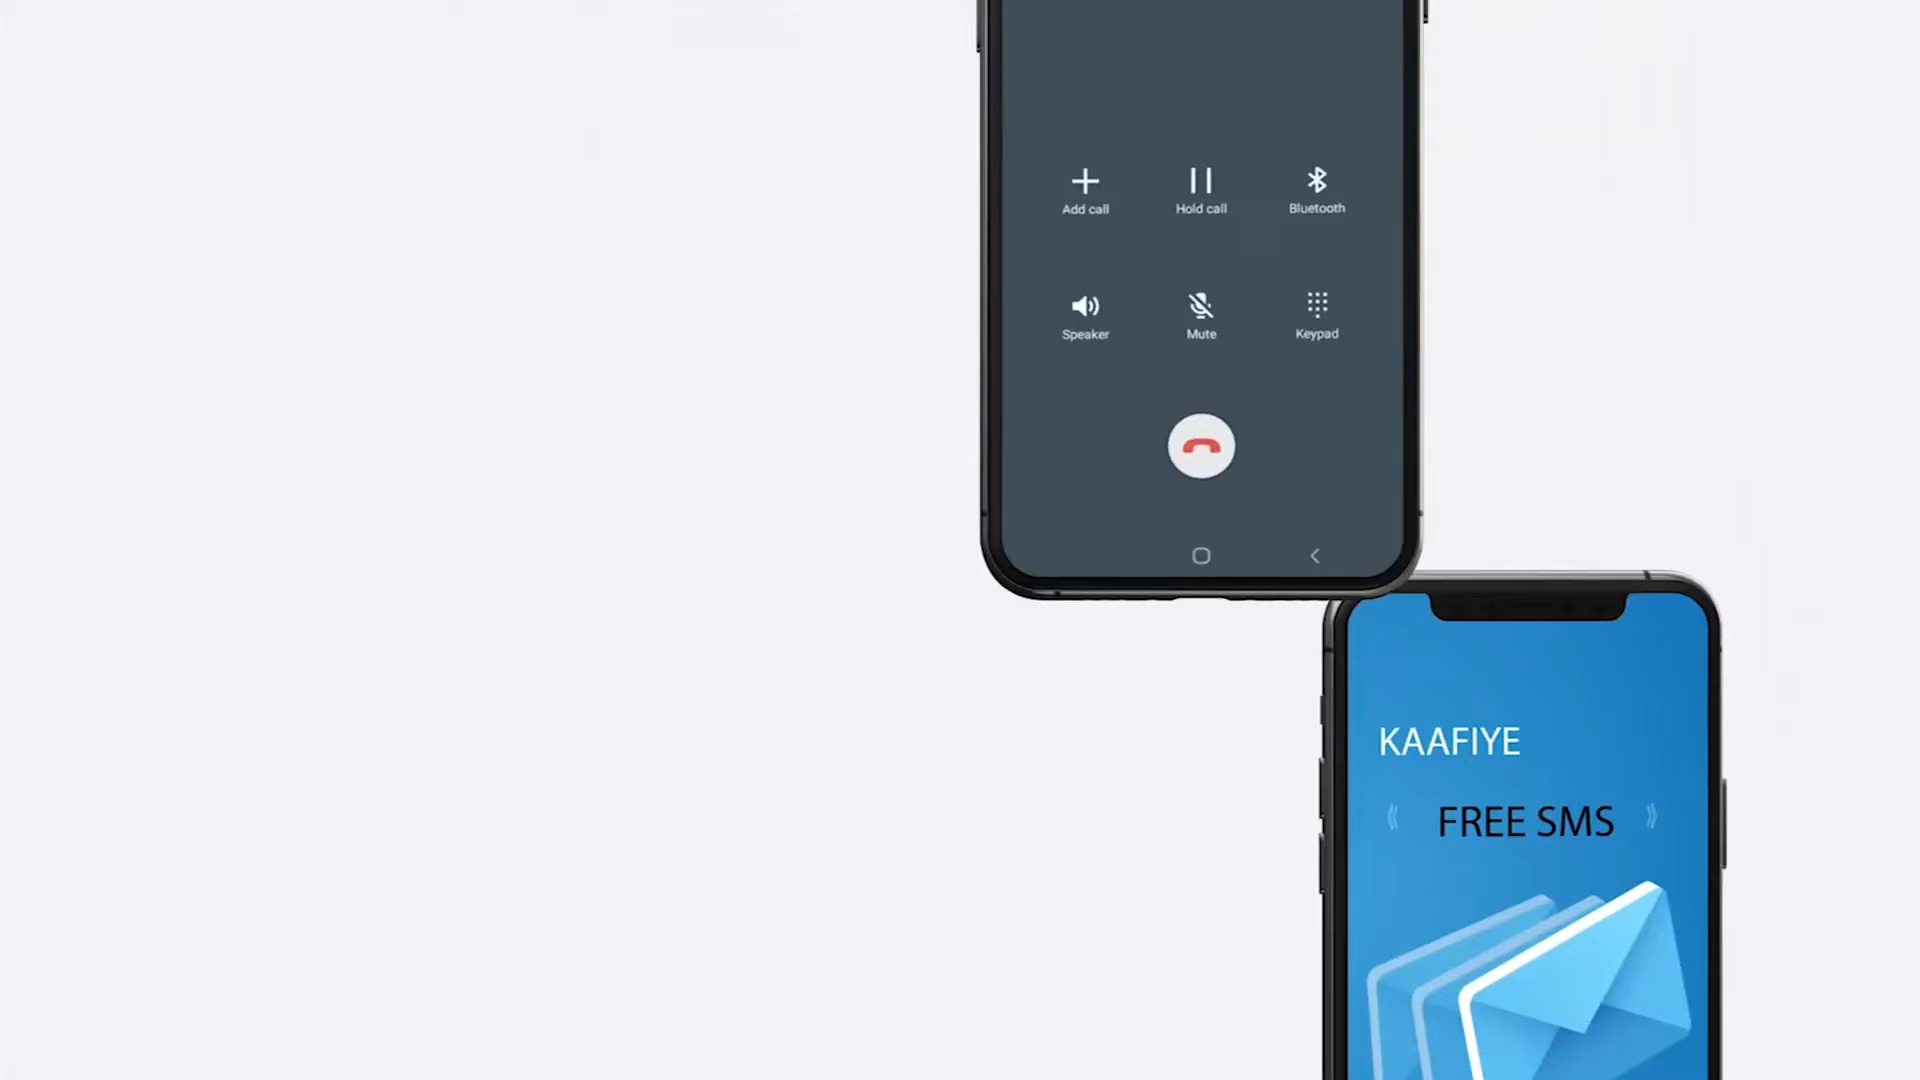 Add call
Hold call
Bluetooth
Speaker
Mute
Keypad
KAAFIYE
FREE SMS